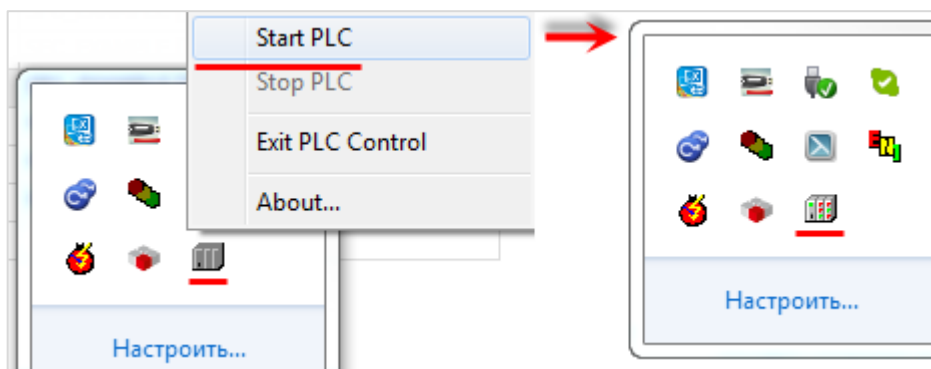 Start PLC
Stop PLC
Exit PLC Control
About...
Настроить...
Настроить...